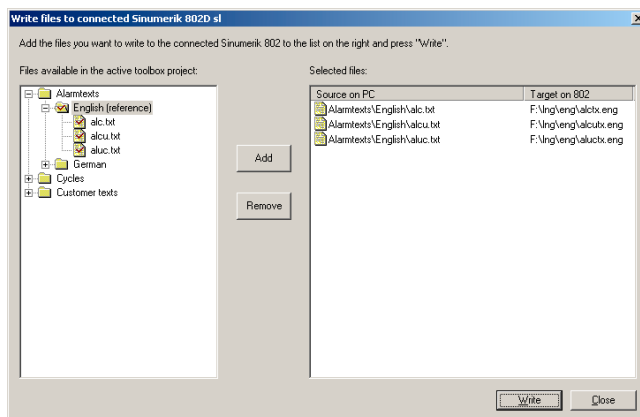 Write files to connected Sinumerik 802D sl
Add the files you want to write to the connected Sinumerik 802 to the list on the right and press "Write".
Files available in the active toolbox project:
Alarmtexts
English (reference)
alc.txt
alcu.txt
aluc.txt
German
Cycles
Customer texts
Add
Remove
Selected files:
Source on PC Target on 802
Alarmtexts\English\alc.txt F:\lng\eng\alctx.eng
Alarmtexts\English\alcu.txt F:\lng\eng\alcutx.eng
Alarmtexts\English\aluc.txt F:\lng\eng\aluctx.eng
Write Close